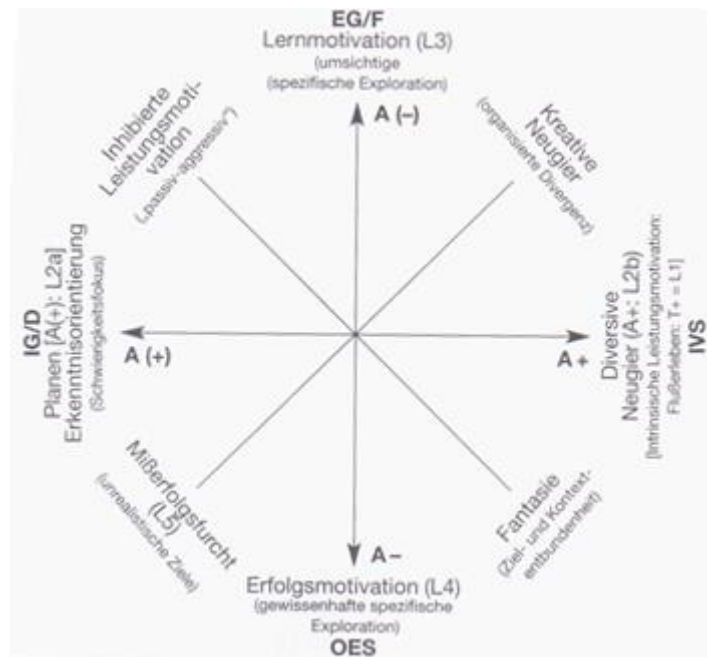 EG/F
Lernmotivation (L3)
(umsichtige
(spezifische Exploration)
A (–)
Inhibierte
Leistungsmoti-
vation
(„passiv-aggressiv“)
Kreative
Neugier
(organisierte Divergenz)
IG/D
Planen [A(+): L2a]
Erkenntnisorientierung
(Schwierigkeitsfokus)
A (+)
A +
Diversive
Neugier (A+: L2b)
[Intrinsische Leistungsmotivation:
Flußerleben: T+ = L1]
IVS
Mißerfolgsfurcht
(L5)
(unrealistische Ziele)
Fantasie
(Ziel- und Kontext-
entbundenheit)
A –
Erfolgsmotivation (L4)
(gewissenhafte spezifische
Exploration)
OES